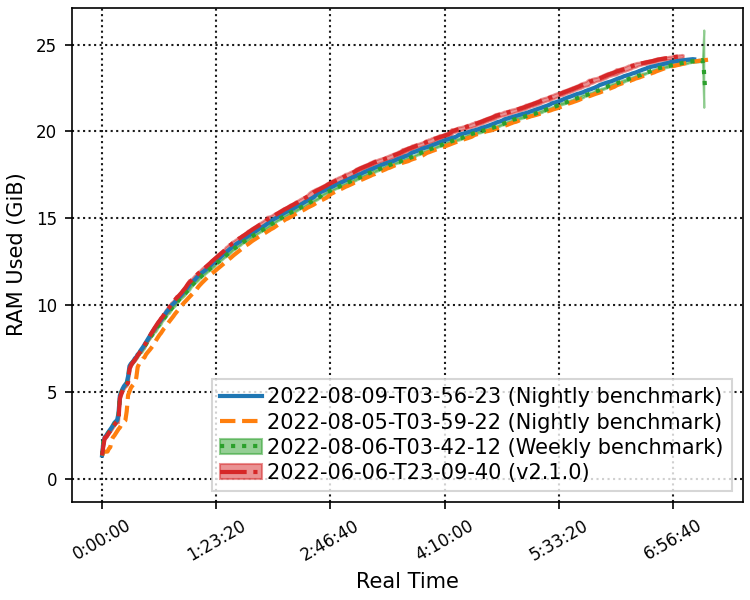 25
20
15
10
5
0
RAM Used (GiB)
2022-08-09-T03-56-23 (Nightly benchmark)
2022-08-05-T03-59-22 (Nightly benchmark)
2022-08-06-T03-42-12 (Weekly benchmark)
2022-06-06-T23-09-40 (v2.1.0)
0:00:00
1:23:20
2:46:40
4:10:00
5:33:20
6:56:40
Real Time